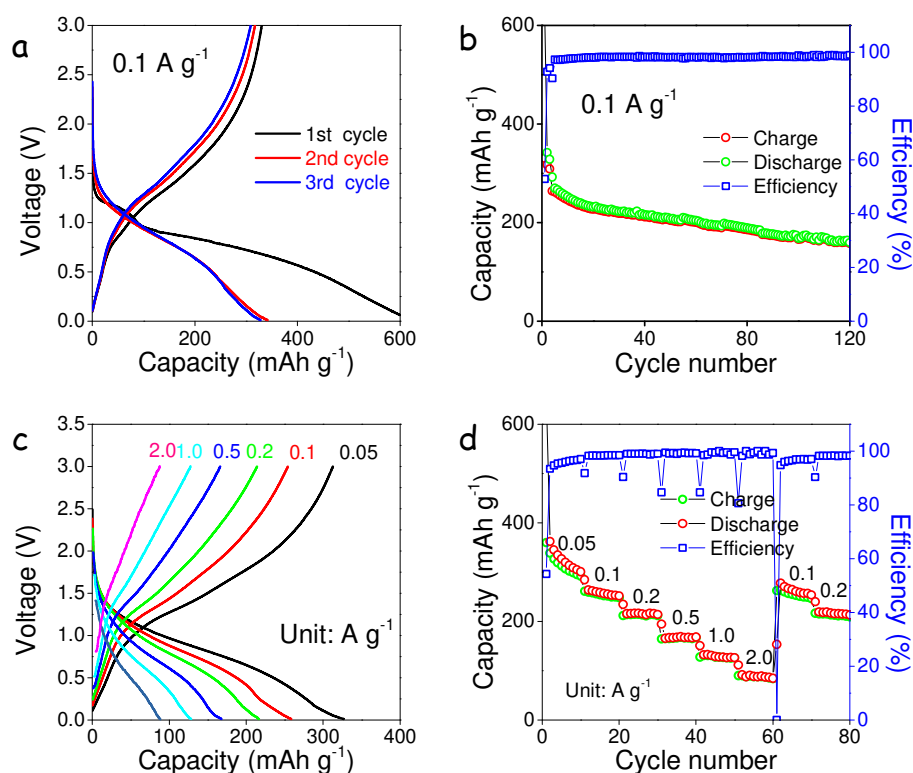 a
0.1 A g⁻¹
1st cycle
2nd cycle
3rd cycle
Voltage (V)
3.0
2.5
2.0
1.5
1.0
0.5
0.0
0 200 400 600
Capacity (mAh g⁻¹)
b
0.1 A g⁻¹
Charge
Discharge
Efficiency
Capacity (mAh g⁻¹)
600
400
200
0
0 40 80 120
Cycle number
100
80
60
40
20
0
Effciency (%)
c
2.0 1.0 0.5 0.2 0.1 0.05
Unit: A g⁻¹
Voltage (V)
3.5
3.0
2.5
2.0
1.5
1.0
0.5
0.0
0 100 200 300 400
Capacity (mAh g⁻¹)
d
Charge
Discharge
Efficiency
0.05
0.1
0.2
0.5
1.0
2.0
0.1
0.2
Unit: A g⁻¹
Capacity (mAh g⁻¹)
600
400
200
0
0 20 40 60 80
Cycle number
100
80
60
40
20
0
Effciency (%)